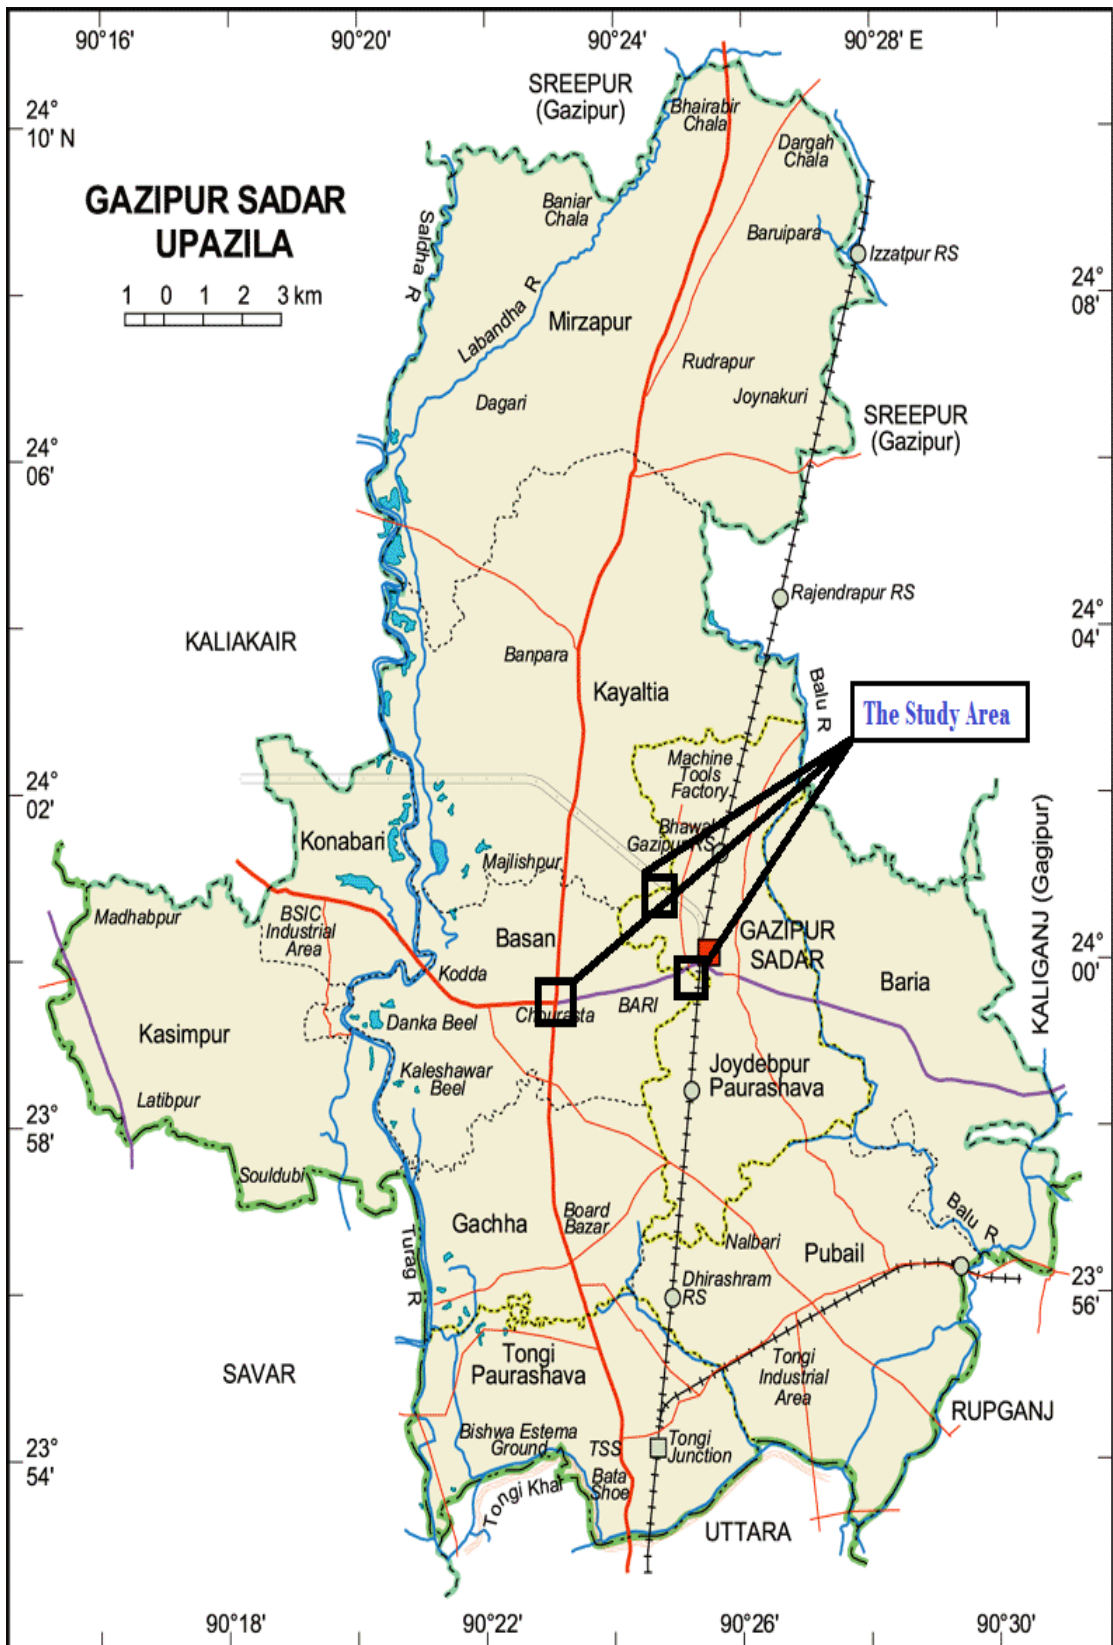 90°16'
90°20'
90°24'
90°28' E
24°
10' N
24°
08'
24°
06'
24°
04'
24°
02'
24°
00'
23°
58'
23°
56'
23°
54'
90°18'
90°22'
90°26'
90°30'
GAZIPUR SADAR
UPAZILA
1 0 1 2 3 km
SREEPUR
(Gazipur)
Bhairabir
Chala
Dargah
Chala
Baniar
Chala
Baruipara
Izzatpur RS
Saldha R
Labandha R
Mirzapur
Rudrapur
Joynakuri
Dagari
SREEPUR
(Gazipur)
Rajendrapur RS
KALIAKAIR
Banpara
Kayaltia
Balu R
The Study Area
Machine
Tools
Factory
Bhawal
Gazipur RS
Konabari
Majlishpur
KALIGANJ (Gagipur)
Madhabpur
BSIC
Industrial
Area
Basan
GAZIPUR
SADAR
Kodda
Baria
Chourasta
BARI
Danka Beel
Kasimpur
Kaleshawar
Beel
Joydebpur
Paurashava
Latibpur
Souldubi
Gachha
Board
Bazar
Nalbari
Pubail
Balu R
Turag R
Dhirashram
RS
SAVAR
Tongi
Paurashava
Tongi
Industrial
Area
RUPGANJ
Bishwa Estema
Ground
TSS
Tongi
Junction
Bata
Shoe
Tongi Khal
UTTARA